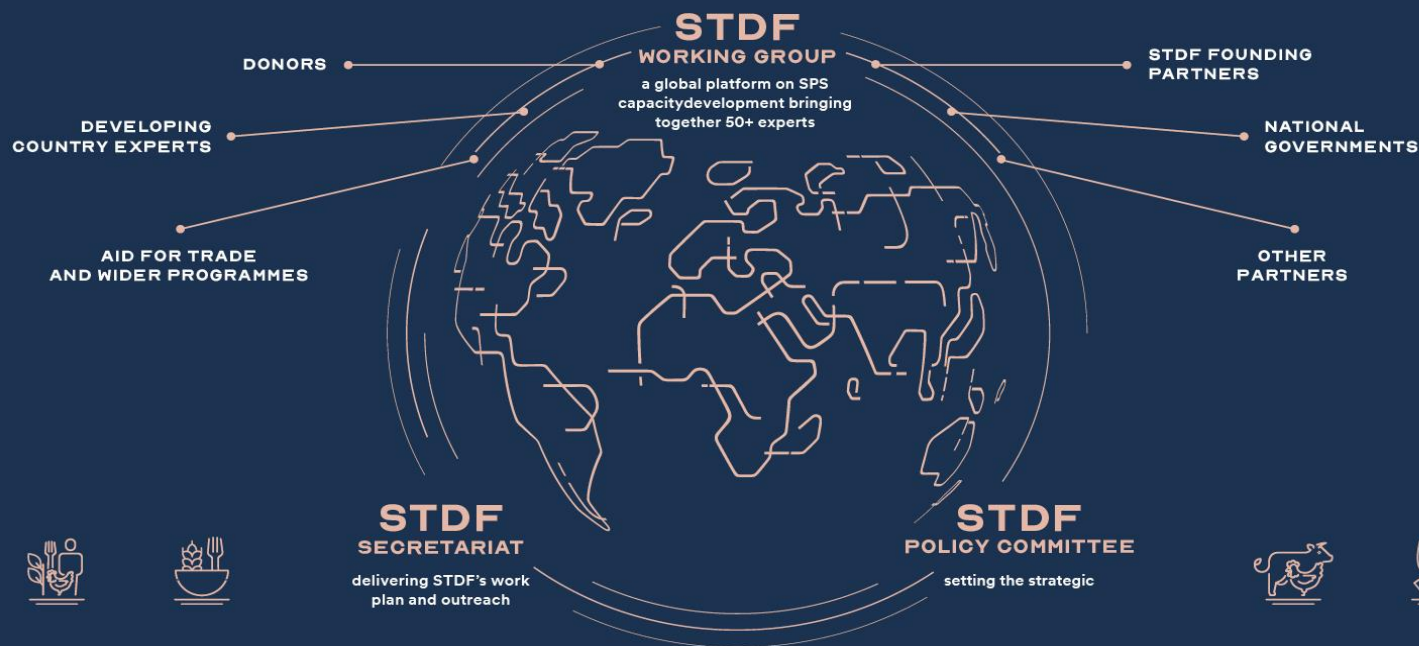 STDF
WORKING GROUP
a global platform on SPS
capacitydevelopment bringing
together 50+ experts
DONORS
DEVELOPING
COUNTRY EXPERTS
AID FOR TRADE
AND WIDER PROGRAMMES
STDF FOUNDING
PARTNERS
NATIONAL
GOVERNMENTS
OTHER
PARTNERS
STDF
SECRETARIAT
delivering STDF's work
plan and outreach
STDF
POLICY COMMITTEE
setting the strategic